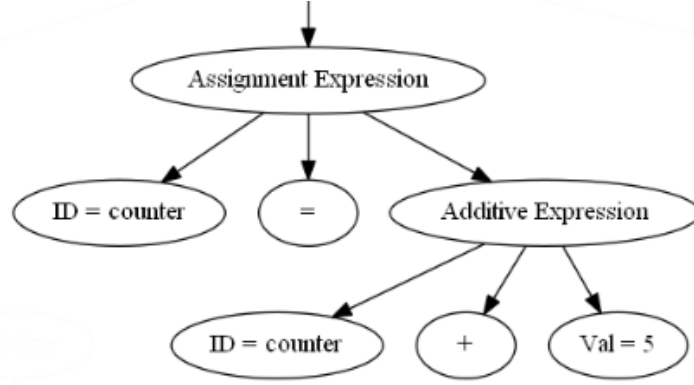 Assignment Expression
ID = counter
=
Additive Expression
ID = counter
+
Val = 5